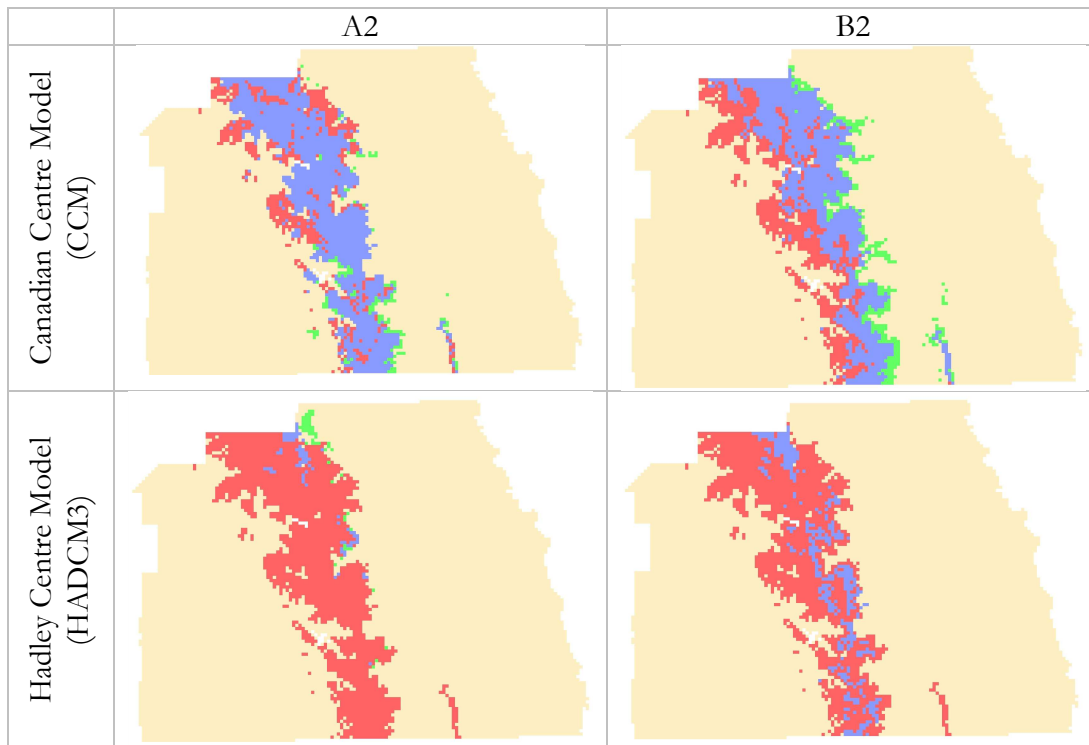 A2
B2
Canadian Centre Model
(CCM)
Hadley Centre Model
(HADCM3)